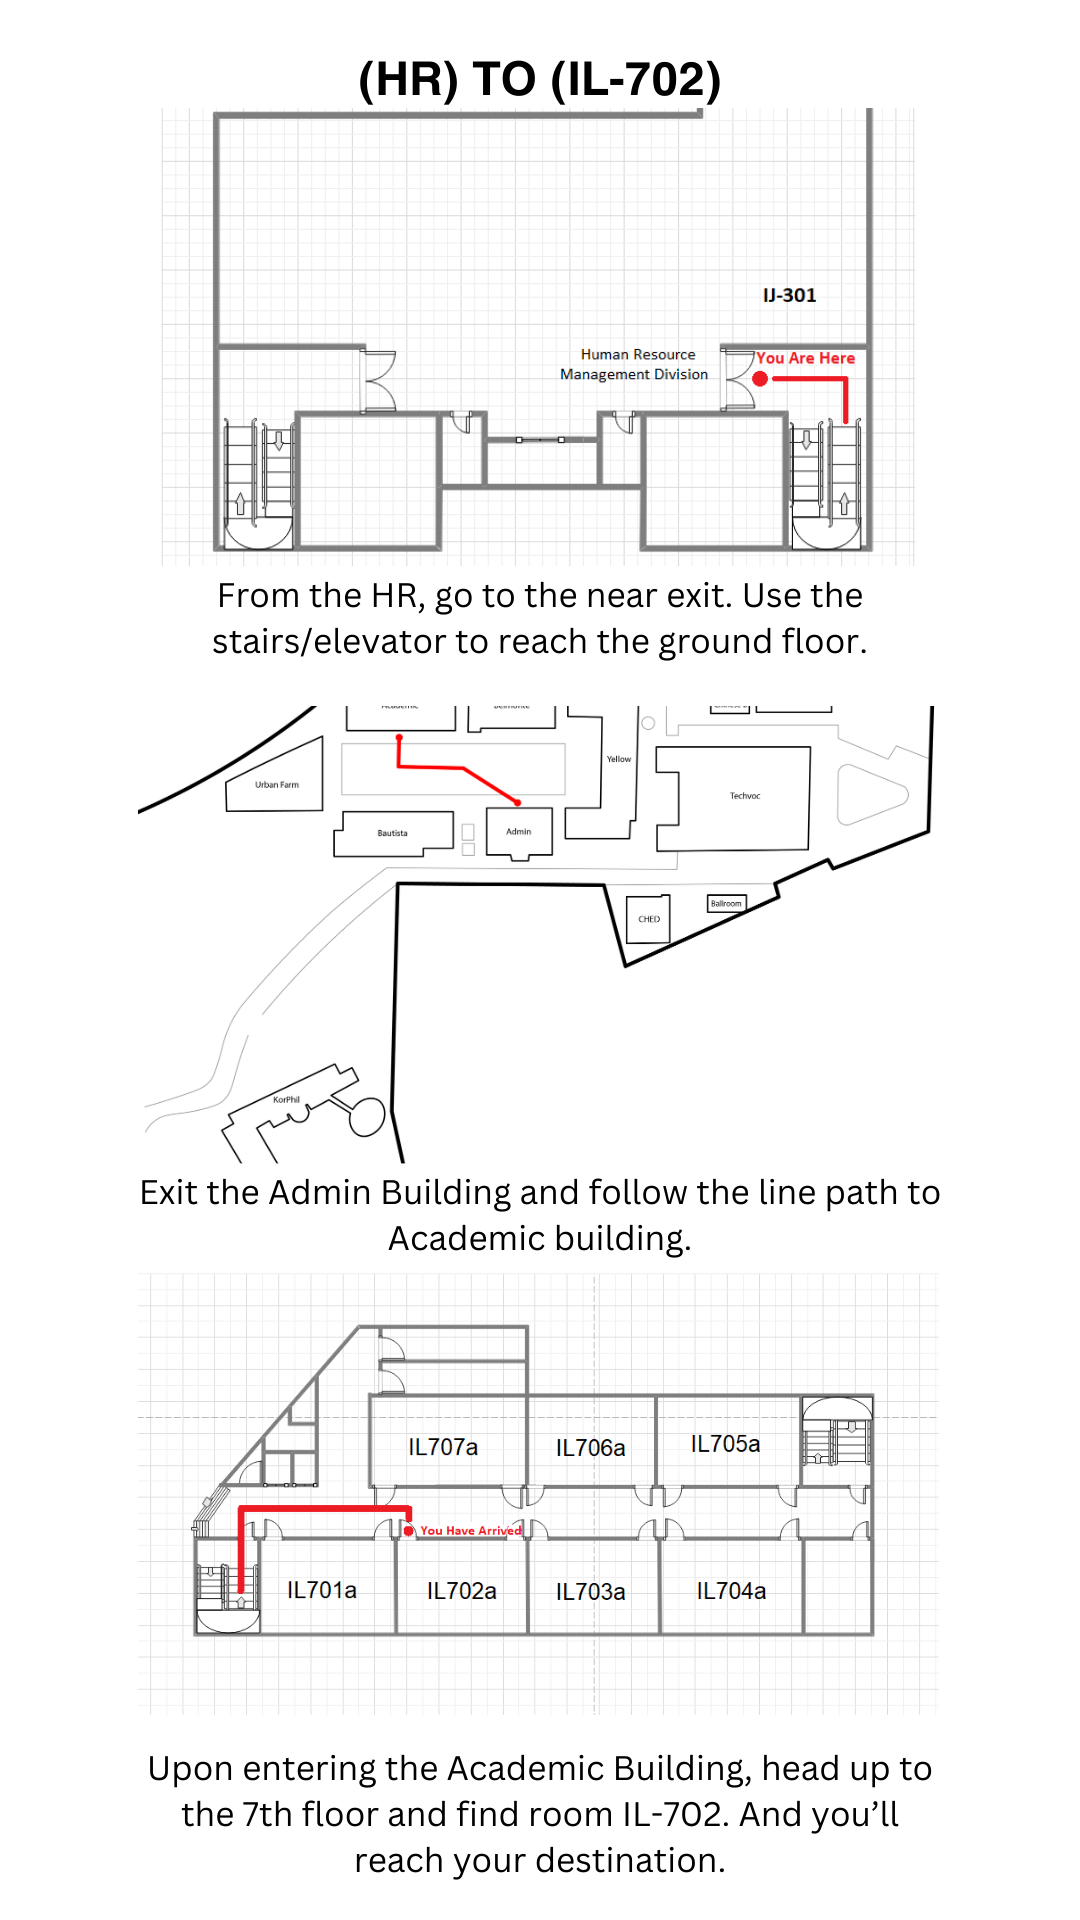 (HR) TO (IL-702)
IJ-301
Human Resource
Management Division
You Are Here
From the HR, go to the near exit. Use the
stairs/elevator to reach the ground floor.
Academic
Belmonte
Yellow
Urban Farm
Techvoc
Bautista
Admin
CHED
Ballroom
KorPhil
Exit the Admin Building and follow the line path to
Academic building.
IL707a
IL706a
IL705a
You Have Arrived
IL701a
IL702a
IL703a
IL704a
Upon entering the Academic Building, head up to
the 7th floor and find room IL-702. And you’ll
reach your destination.